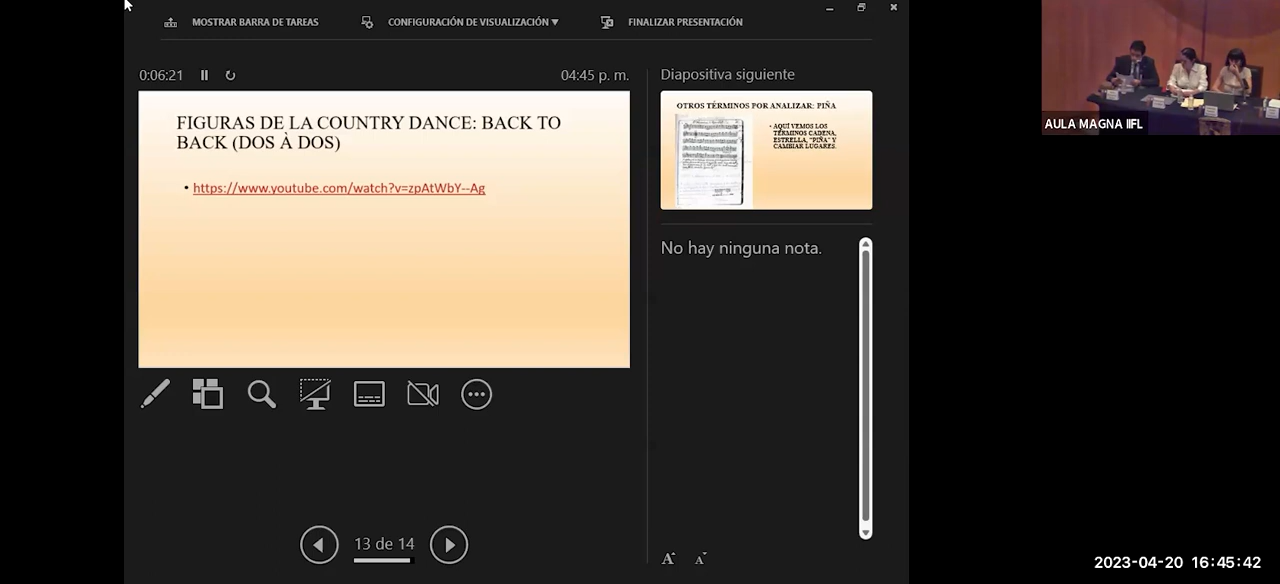 MOSTRAR BARRA DE TAREAS
CONFIGURACIÓN DE VISUALIZACIÓN ▼
FINALIZAR PRESENTACIÓN
0:06:21
04:45 p. m.
FIGURAS DE LA COUNTRY DANCE: BACK TO
BACK (DOS À DOS)
• https://www.youtube.com/watch?v=zpAtWbY--Ag
13 de 14
Diapositiva siguiente
OTROS TÉRMINOS POR ANALIZAR: PIÑA
• AQUÍ VEMOS LOS
TÉRMINOS CADENA,
ESTRELLA, "PIÑA" Y
CAMBIAR LUGARES.
No hay ninguna nota.
A A
AULA MAGNA IIFL
2023-04-20 16:45:42